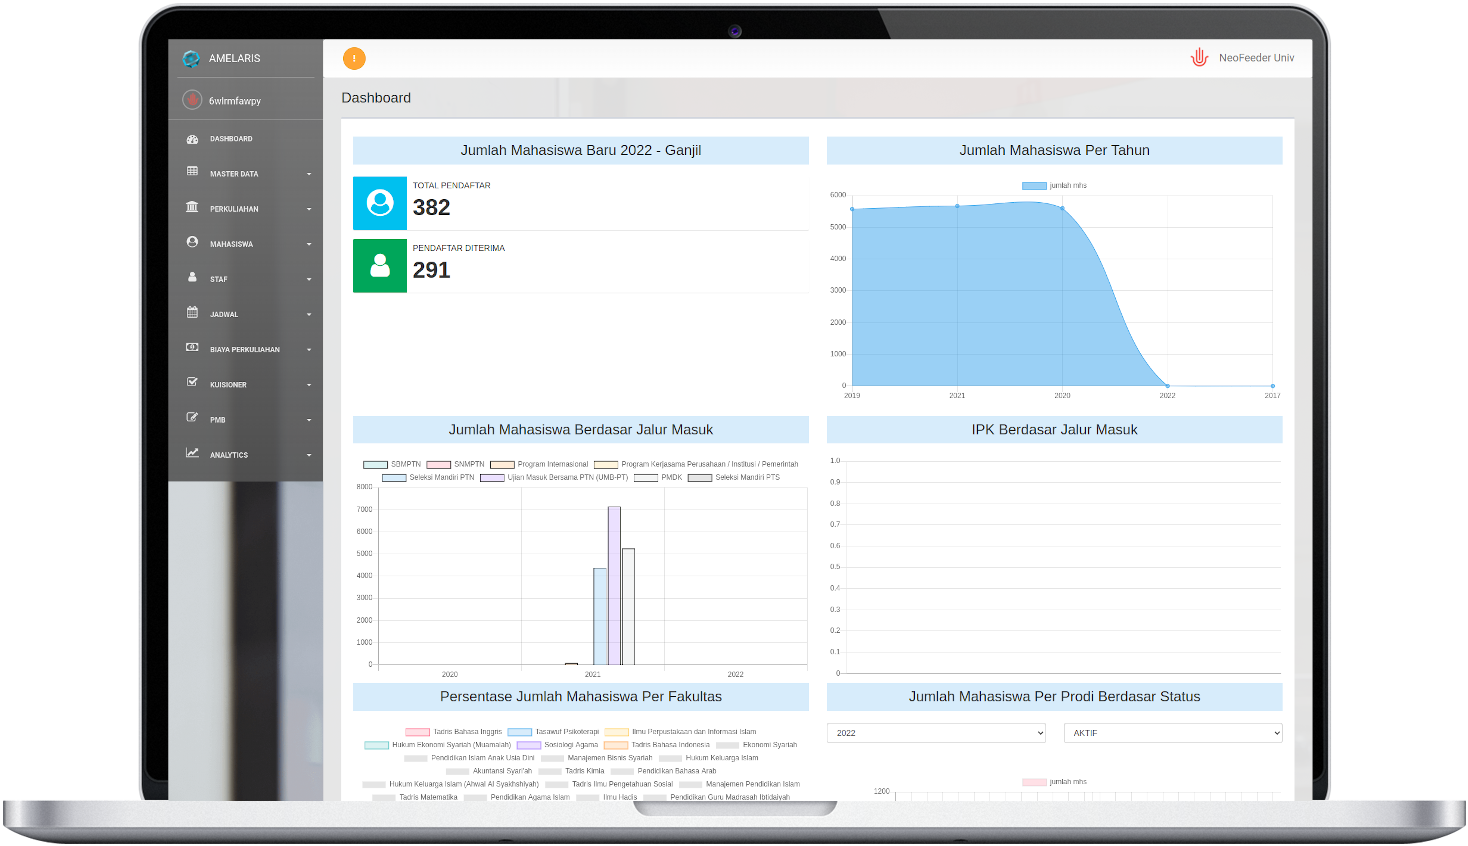 AMELARIS
NeoFeeder Univ
6wlrmfawpy
Dashboard
DASHBOARD
MASTER DATA
PERKULIAHAN
MAHASISWA
STAF
JADWAL
BIAYA PERKULIAHAN
KUISIONER
PMB
ANALYTICS
Jumlah Mahasiswa Baru 2022 - Ganjil
TOTAL PENDAFTAR
382
PENDAFTAR DITERIMA
291
Jumlah Mahasiswa Per Tahun
jumlah mhs
6000
5000
4000
3000
2000
1000
0
2019 2021 2020 2022 2017
Jumlah Mahasiswa Berdasar Jalur Masuk
SBMPTN SNMPTN Program Internasional Program Kerjasama Perusahaan / Institusi / Pemerintah
Seleksi Mandiri PTN Ujian Masuk Bersama PTN (UMB-PT) PMDK Seleksi Mandiri PTS
8000
7000
6000
5000
4000
3000
2000
1000
0
2020 2021 2022
IPK Berdasar Jalur Masuk
1.0
0.9
0.8
0.7
0.6
0.5
0.4
0.3
0.2
0.1
0
Persentase Jumlah Mahasiswa Per Fakultas
Tadris Bahasa Inggris Tasawuf Psikoterapi Ilmu Perpustakaan dan Informasi Islam
Hukum Ekonomi Syariah (Muamalah) Sosiologi Agama Tadris Bahasa Indonesia Ekonomi Syariah
Pendidikan Islam Anak Usia Dini Manajemen Bisnis Syariah Hukum Keluarga Islam
Akuntansi Syari'ah Tadris Kimia Pendidikan Bahasa Arab
Hukum Keluarga Islam (Ahwal Al Syakhshiyah) Tadris Ilmu Pengetahuan Sosial Manajemen Pendidikan Islam
Tadris Matematika Pendidikan Agama Islam Ilmu Hadis Pendidikan Guru Madrasah Ibtidaiyah
Jumlah Mahasiswa Per Prodi Berdasar Status
2022
AKTIF
jumlah mhs
1200